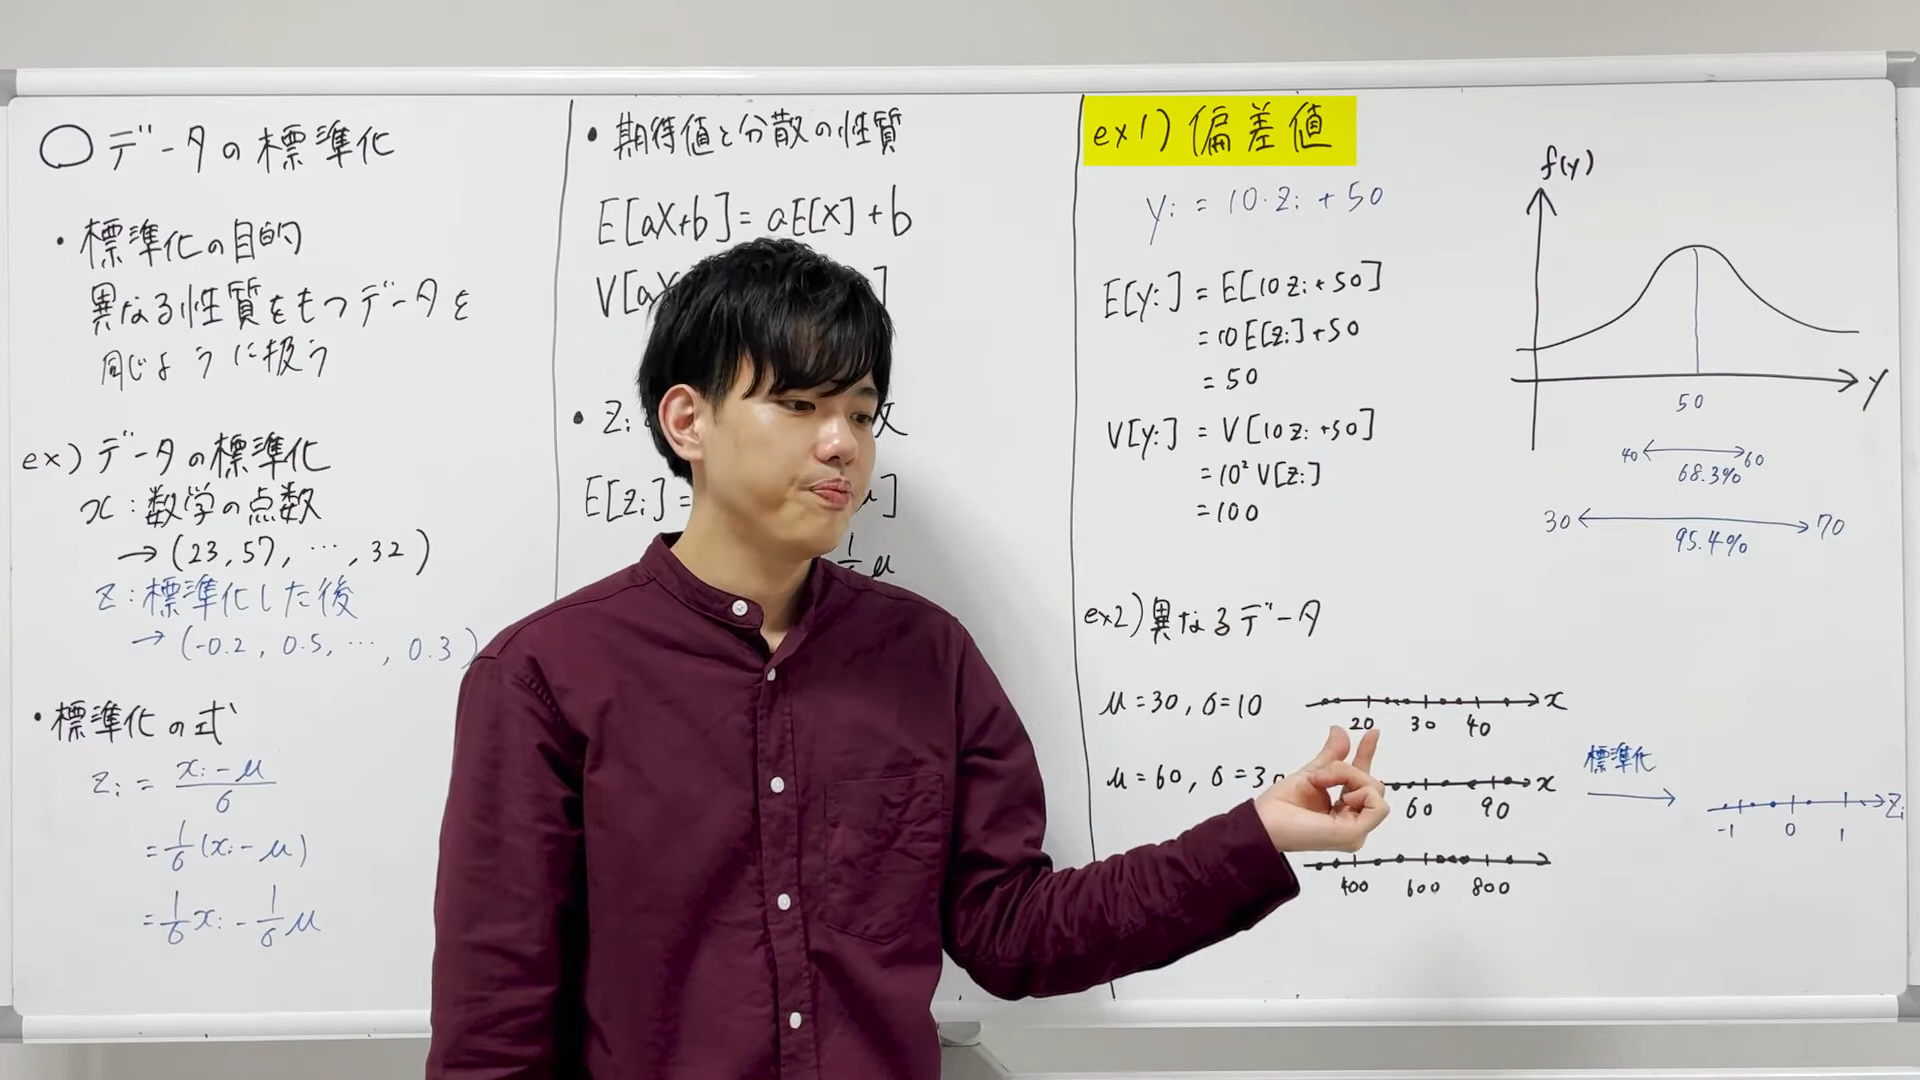 ○データの標準化
・標準化の目的
異なる性質をもつデータを
同じように扱う
ex) データの標準化
x:数学の点数
→(23,57, …, 32)
z:標準化した後
→(-0.2, 0.5, …, 0.3)
・標準化の式
zi = (xi-μ)/σ
= 1/σ(xi-μ)
= 1/σ xi - 1/σ μ
・期待値と分散の性質
E[aX+b]=aE[X]+b
V[aX
・zi
E[zi]=
1/σ μ
ex1) 偏差値
yi = 10・zi + 50
E[yi] = E[10zi+50]
= 10E[zi]+50
= 50
V[yi] = V[10zi+50]
= 10² V[zi]
= 100
f(y)
y
50
40 60
68.3%
30 70
95.4%
ex2) 異なるデータ
μ=30, σ=10
x
20 30 40
μ=60, σ=30
x
60 90
400 600 800
標準化
zi
-1 0 1